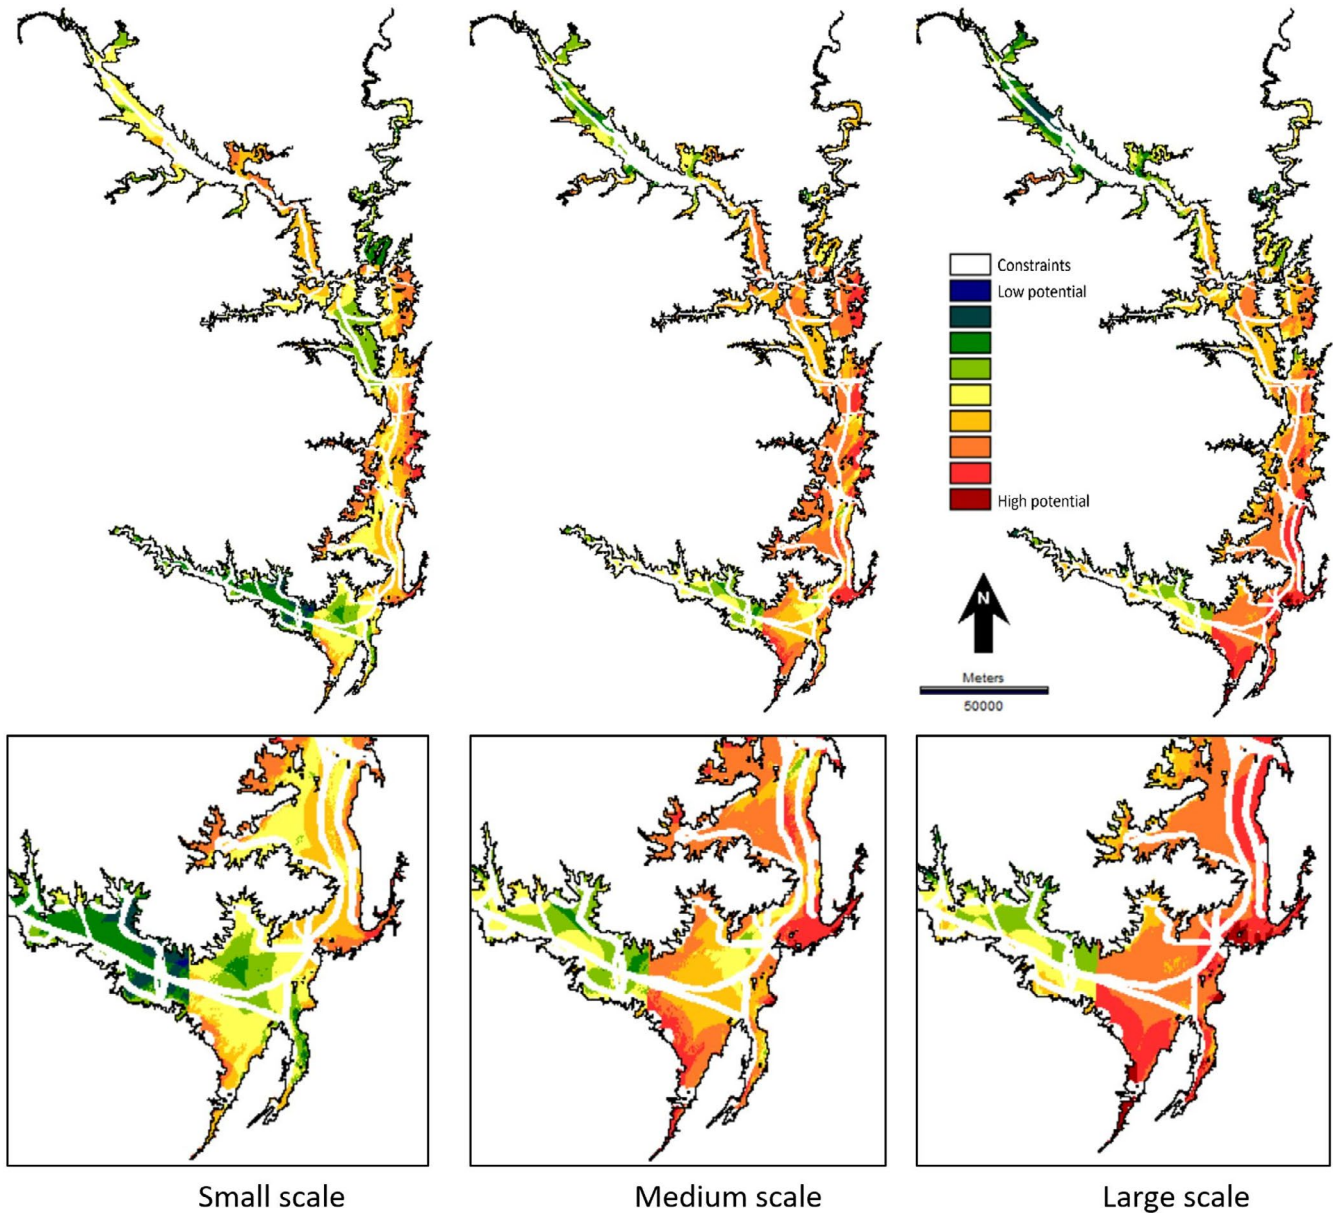 Constraints
Low potential
High potential
N
Meters
50000
Small scale
Medium scale
Large scale